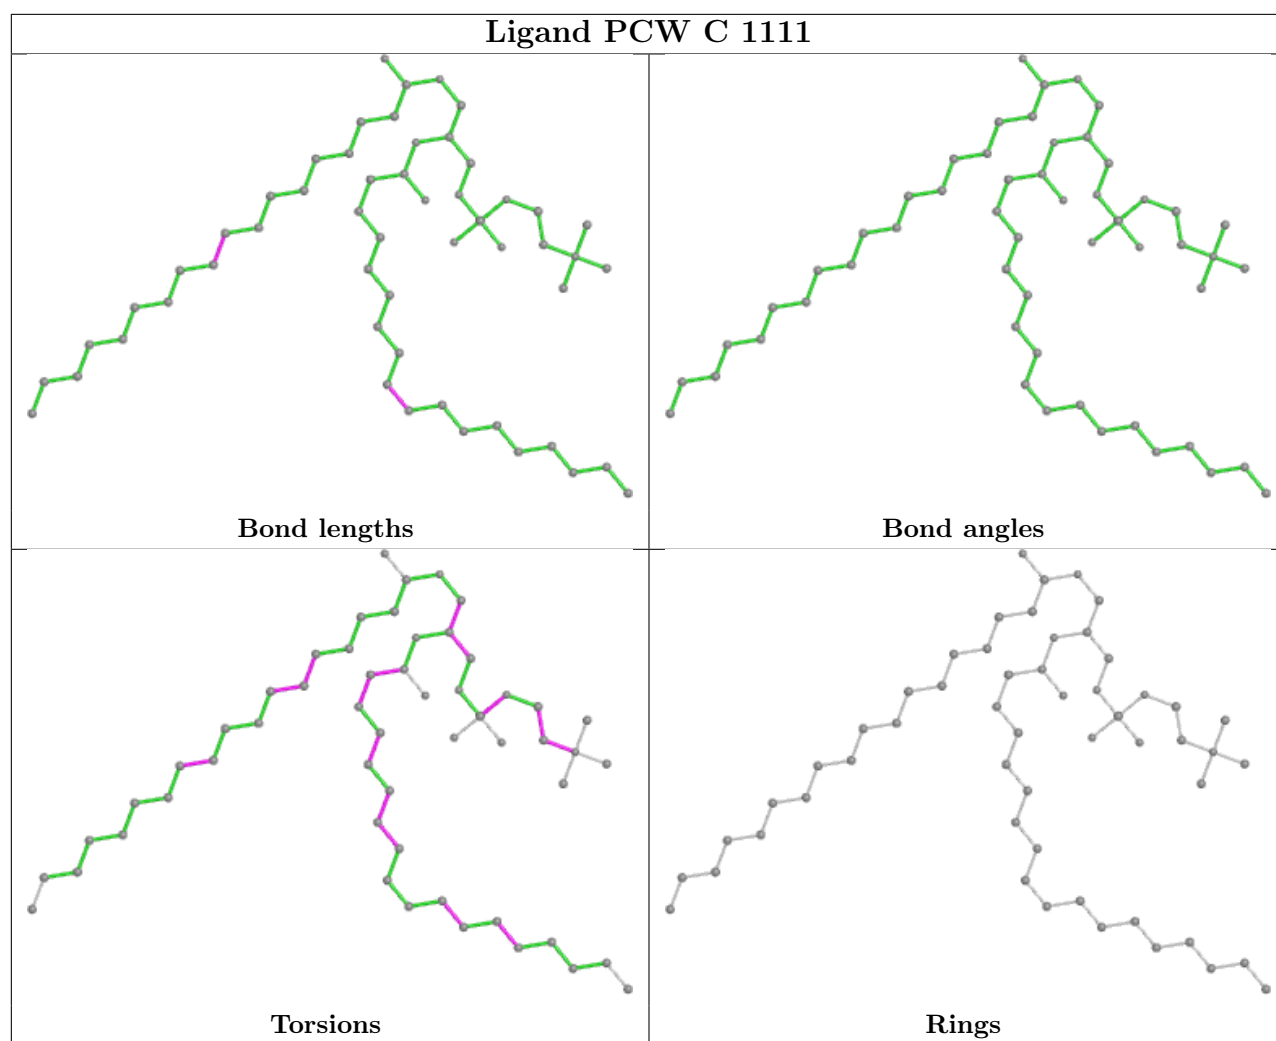 Ligand PCW C 1111
Bond lengths
Bond angles
Torsions
Rings